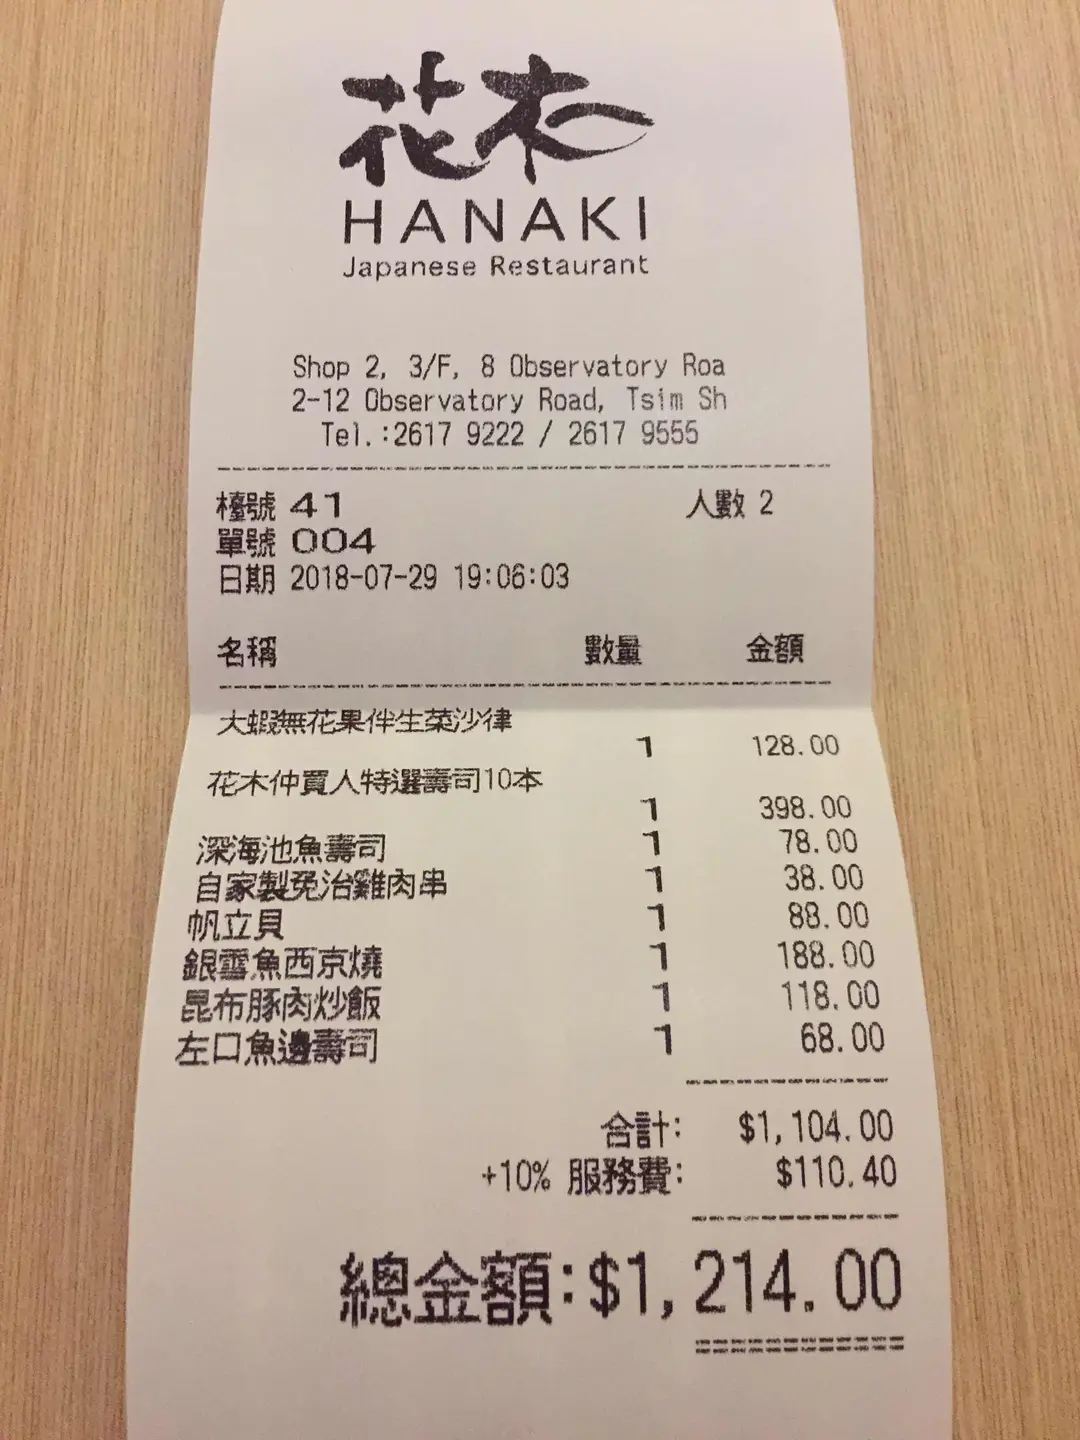 花木
HANAKI
Japanese Restaurant
Shop 2, 3/F, 8 Observatory Roa
2-12 Observatory Road, Tsim Sh
Tel.:2617 9222 / 2617 9555
檯號 41 人數 2
單號 004
日期 2018-07-29 19:06:03
名稱 數量 金額
大蝦無花果伴生菜沙律
1 128.00
花木仲買人特選壽司10本
1 398.00
深海池魚壽司 1 78.00
自家製免治雞肉串 1 38.00
帆立貝 1 88.00
銀雪魚西京燒 1 188.00
昆布豚肉炒飯 1 118.00
左口魚邊壽司 1 68.00
合計: $1,104.00
+10% 服務費: $110.40
總金額:$1,214.00